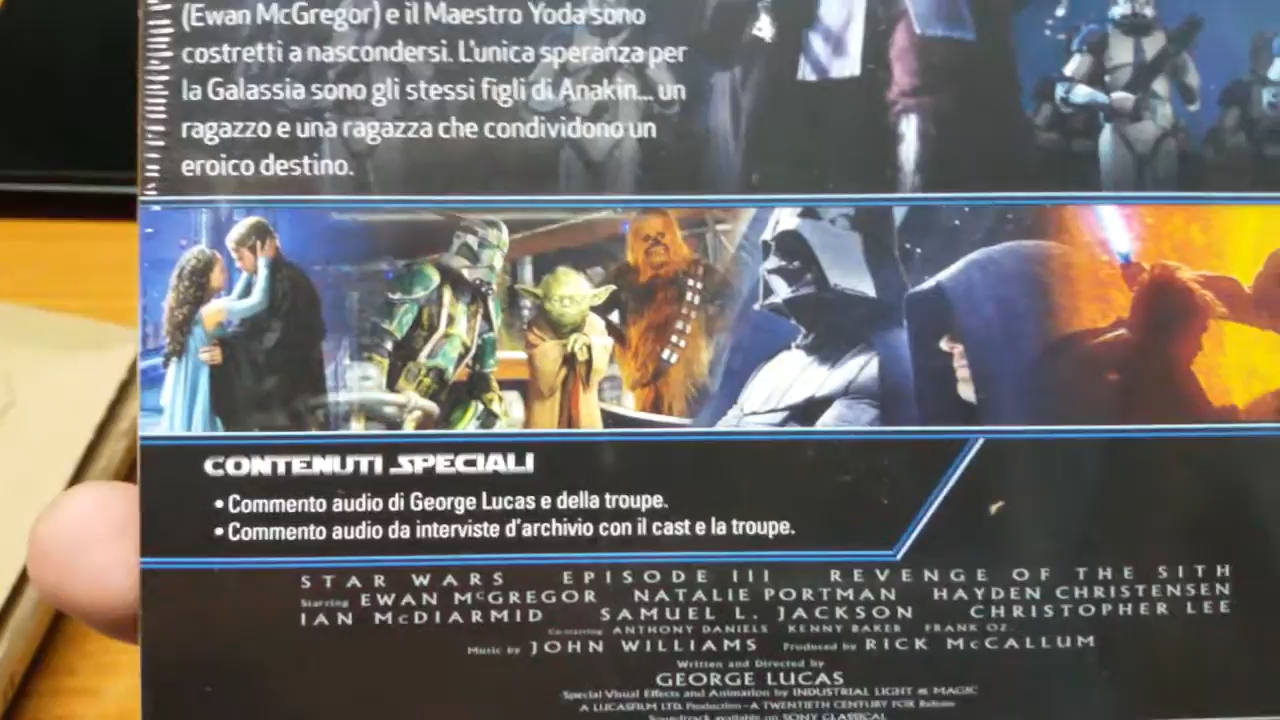 (Ewan McGregor) e il Maestro Yoda sono
costretti a nascondersi. L'unica speranza per
la Galassia sono gli stessi figli di Anakin... un
ragazzo e una ragazza che condividono un
eroico destino.
CONTENUTI SPECIALI
• Commento audio di George Lucas e della troupe.
• Commento audio da interviste d'archivio con il cast e la troupe.
STAR WARS EPISODE III REVENGE OF THE SITH
Starring EWAN McGREGOR NATALIE PORTMAN HAYDEN CHRISTENSEN
IAN McDIARMID SAMUEL L. JACKSON CHRISTOPHER LEE
Co-starring ANTHONY DANIELS KENNY BAKER FRANK OZ
Music by JOHN WILLIAMS Produced by RICK McCALLUM
Written and Directed by
GEORGE LUCAS
Special Visual Effects and Animation by INDUSTRIAL LIGHT & MAGIC
A LUCASFILM LTD. Production - A TWENTIETH CENTURY FOX Release
Soundtrack available on SONY CLASSICAL